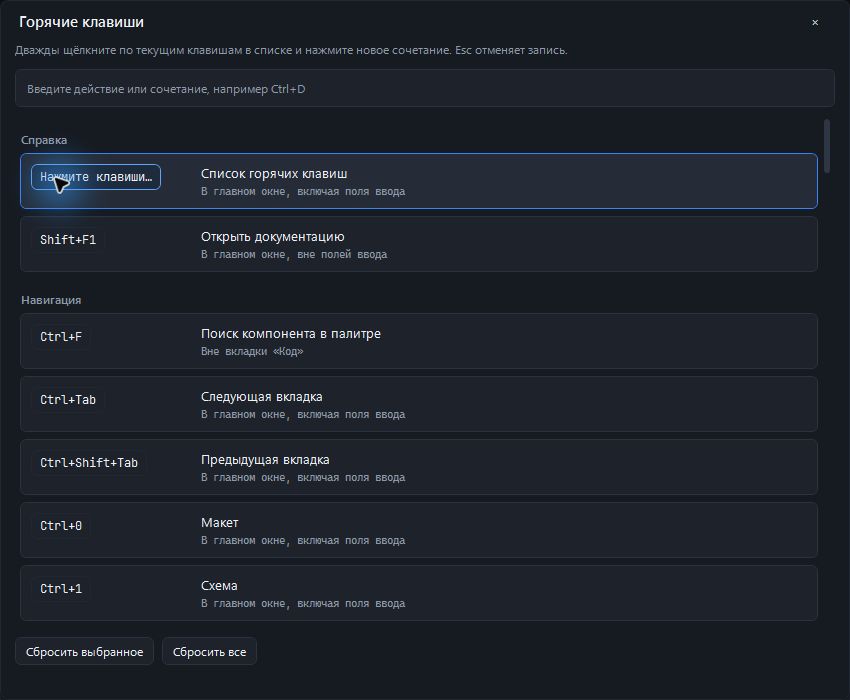 Горячие клавиши
×
Дважды щёлкните по текущим клавишам в списке и нажмите новое сочетание. Esc отменяет запись.
Введите действие или сочетание, например Ctrl+D
Справка
Нажмите клавиши…
Список горячих клавиш
В главном окне, включая поля ввода
Shift+F1
Открыть документацию
В главном окне, вне полей ввода
Навигация
Ctrl+F
Поиск компонента в палитре
Вне вкладки «Код»
Ctrl+Tab
Следующая вкладка
В главном окне, включая поля ввода
Ctrl+Shift+Tab
Предыдущая вкладка
В главном окне, включая поля ввода
Ctrl+0
Макет
В главном окне, включая поля ввода
Ctrl+1
Схема
В главном окне, включая поля ввода
Сбросить выбранное
Сбросить все